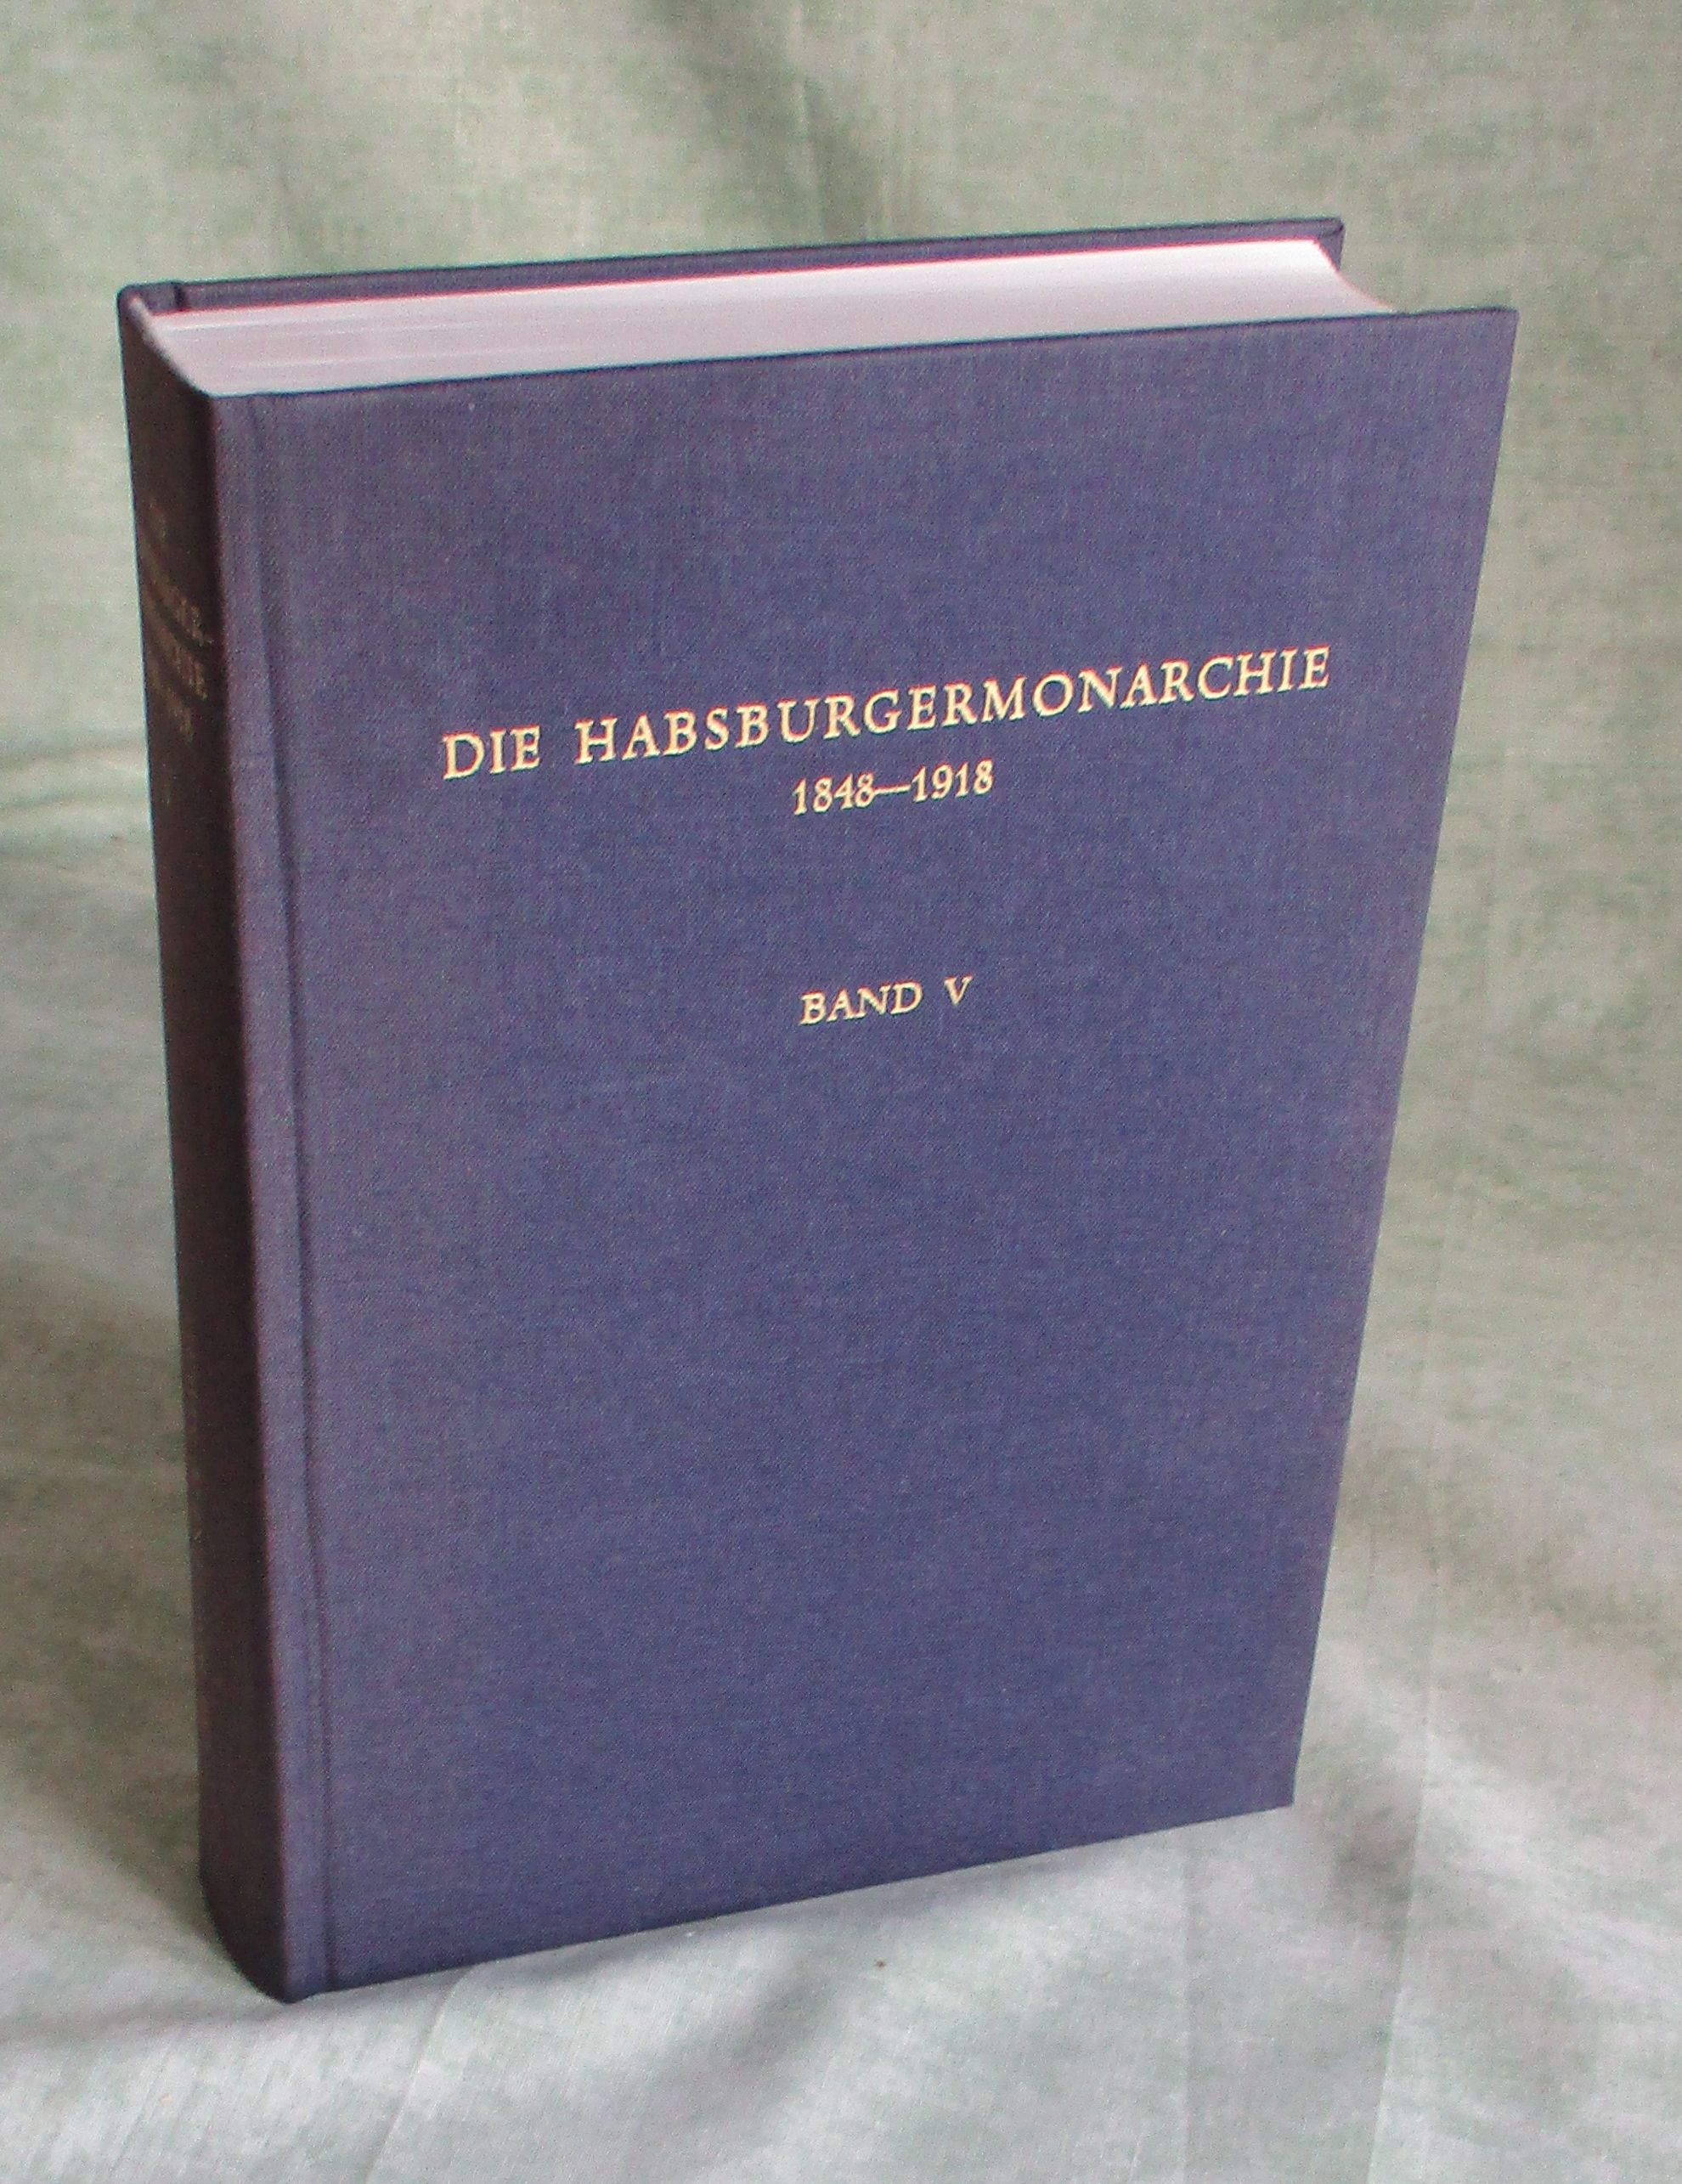 DIE HABSBURGERMONARCHIE
1848—1918
BAND V